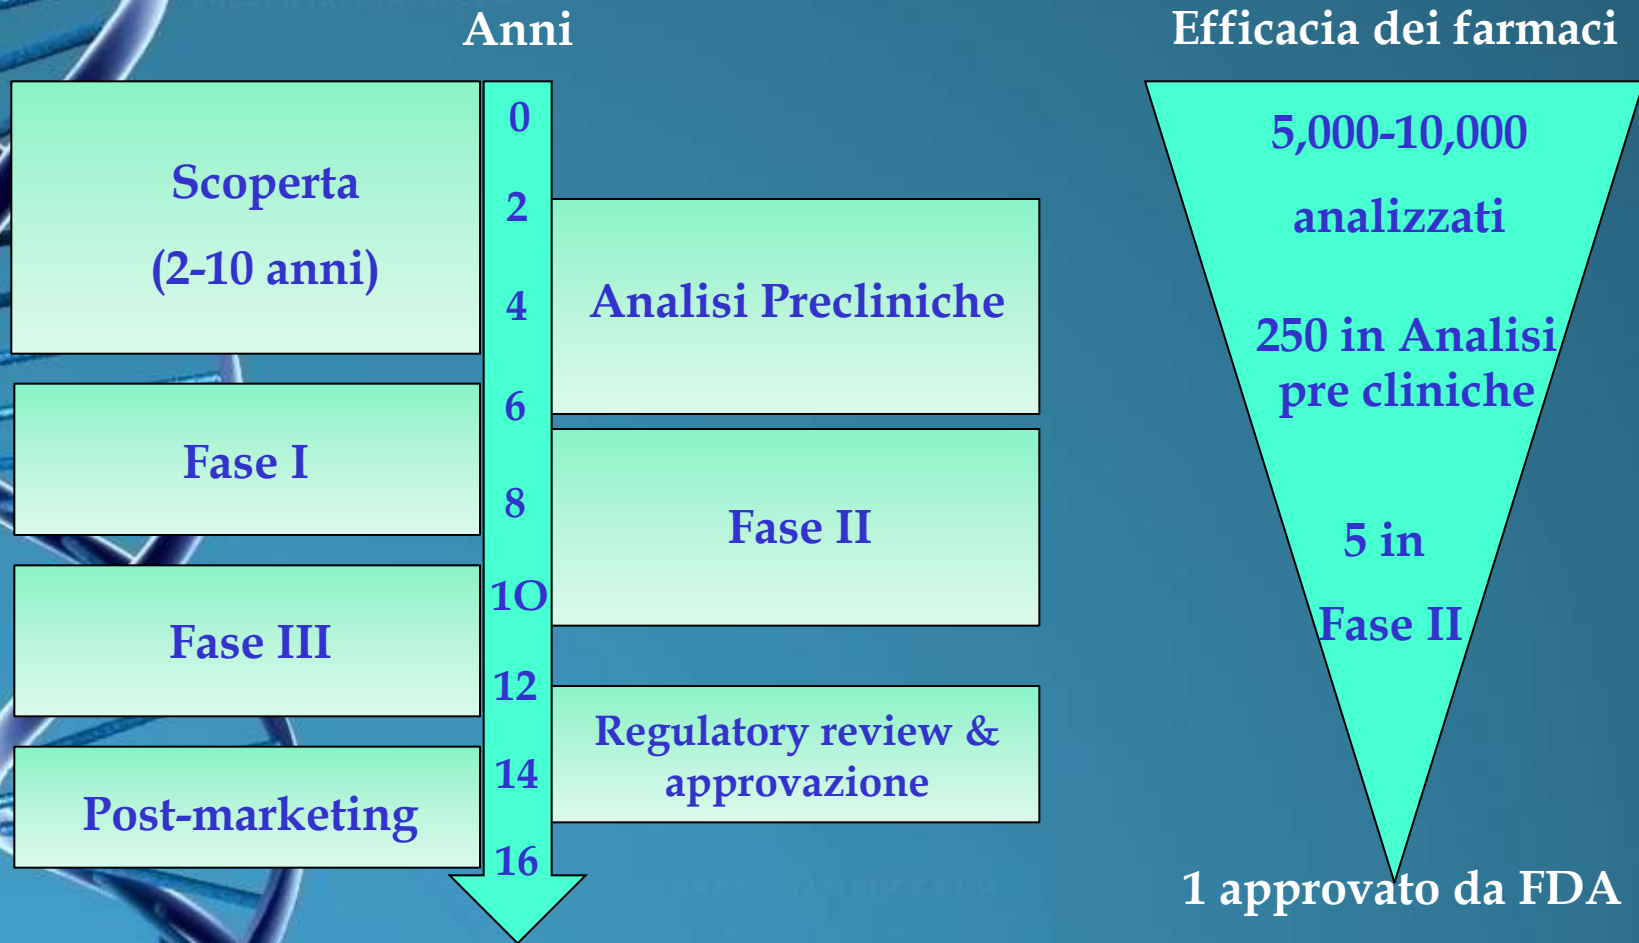 Anni
Efficacia dei farmaci
Scoperta
(2-10 anni)
0
2
4
6
8
1O
12
14
16
Analisi Precliniche
Fase I
Fase II
Fase III
Regulatory review &
approvazione
Post-marketing
5,000-10,000
analizzati
250 in Analisi
pre cliniche
5 in
Fase II
1 approvato da FDA